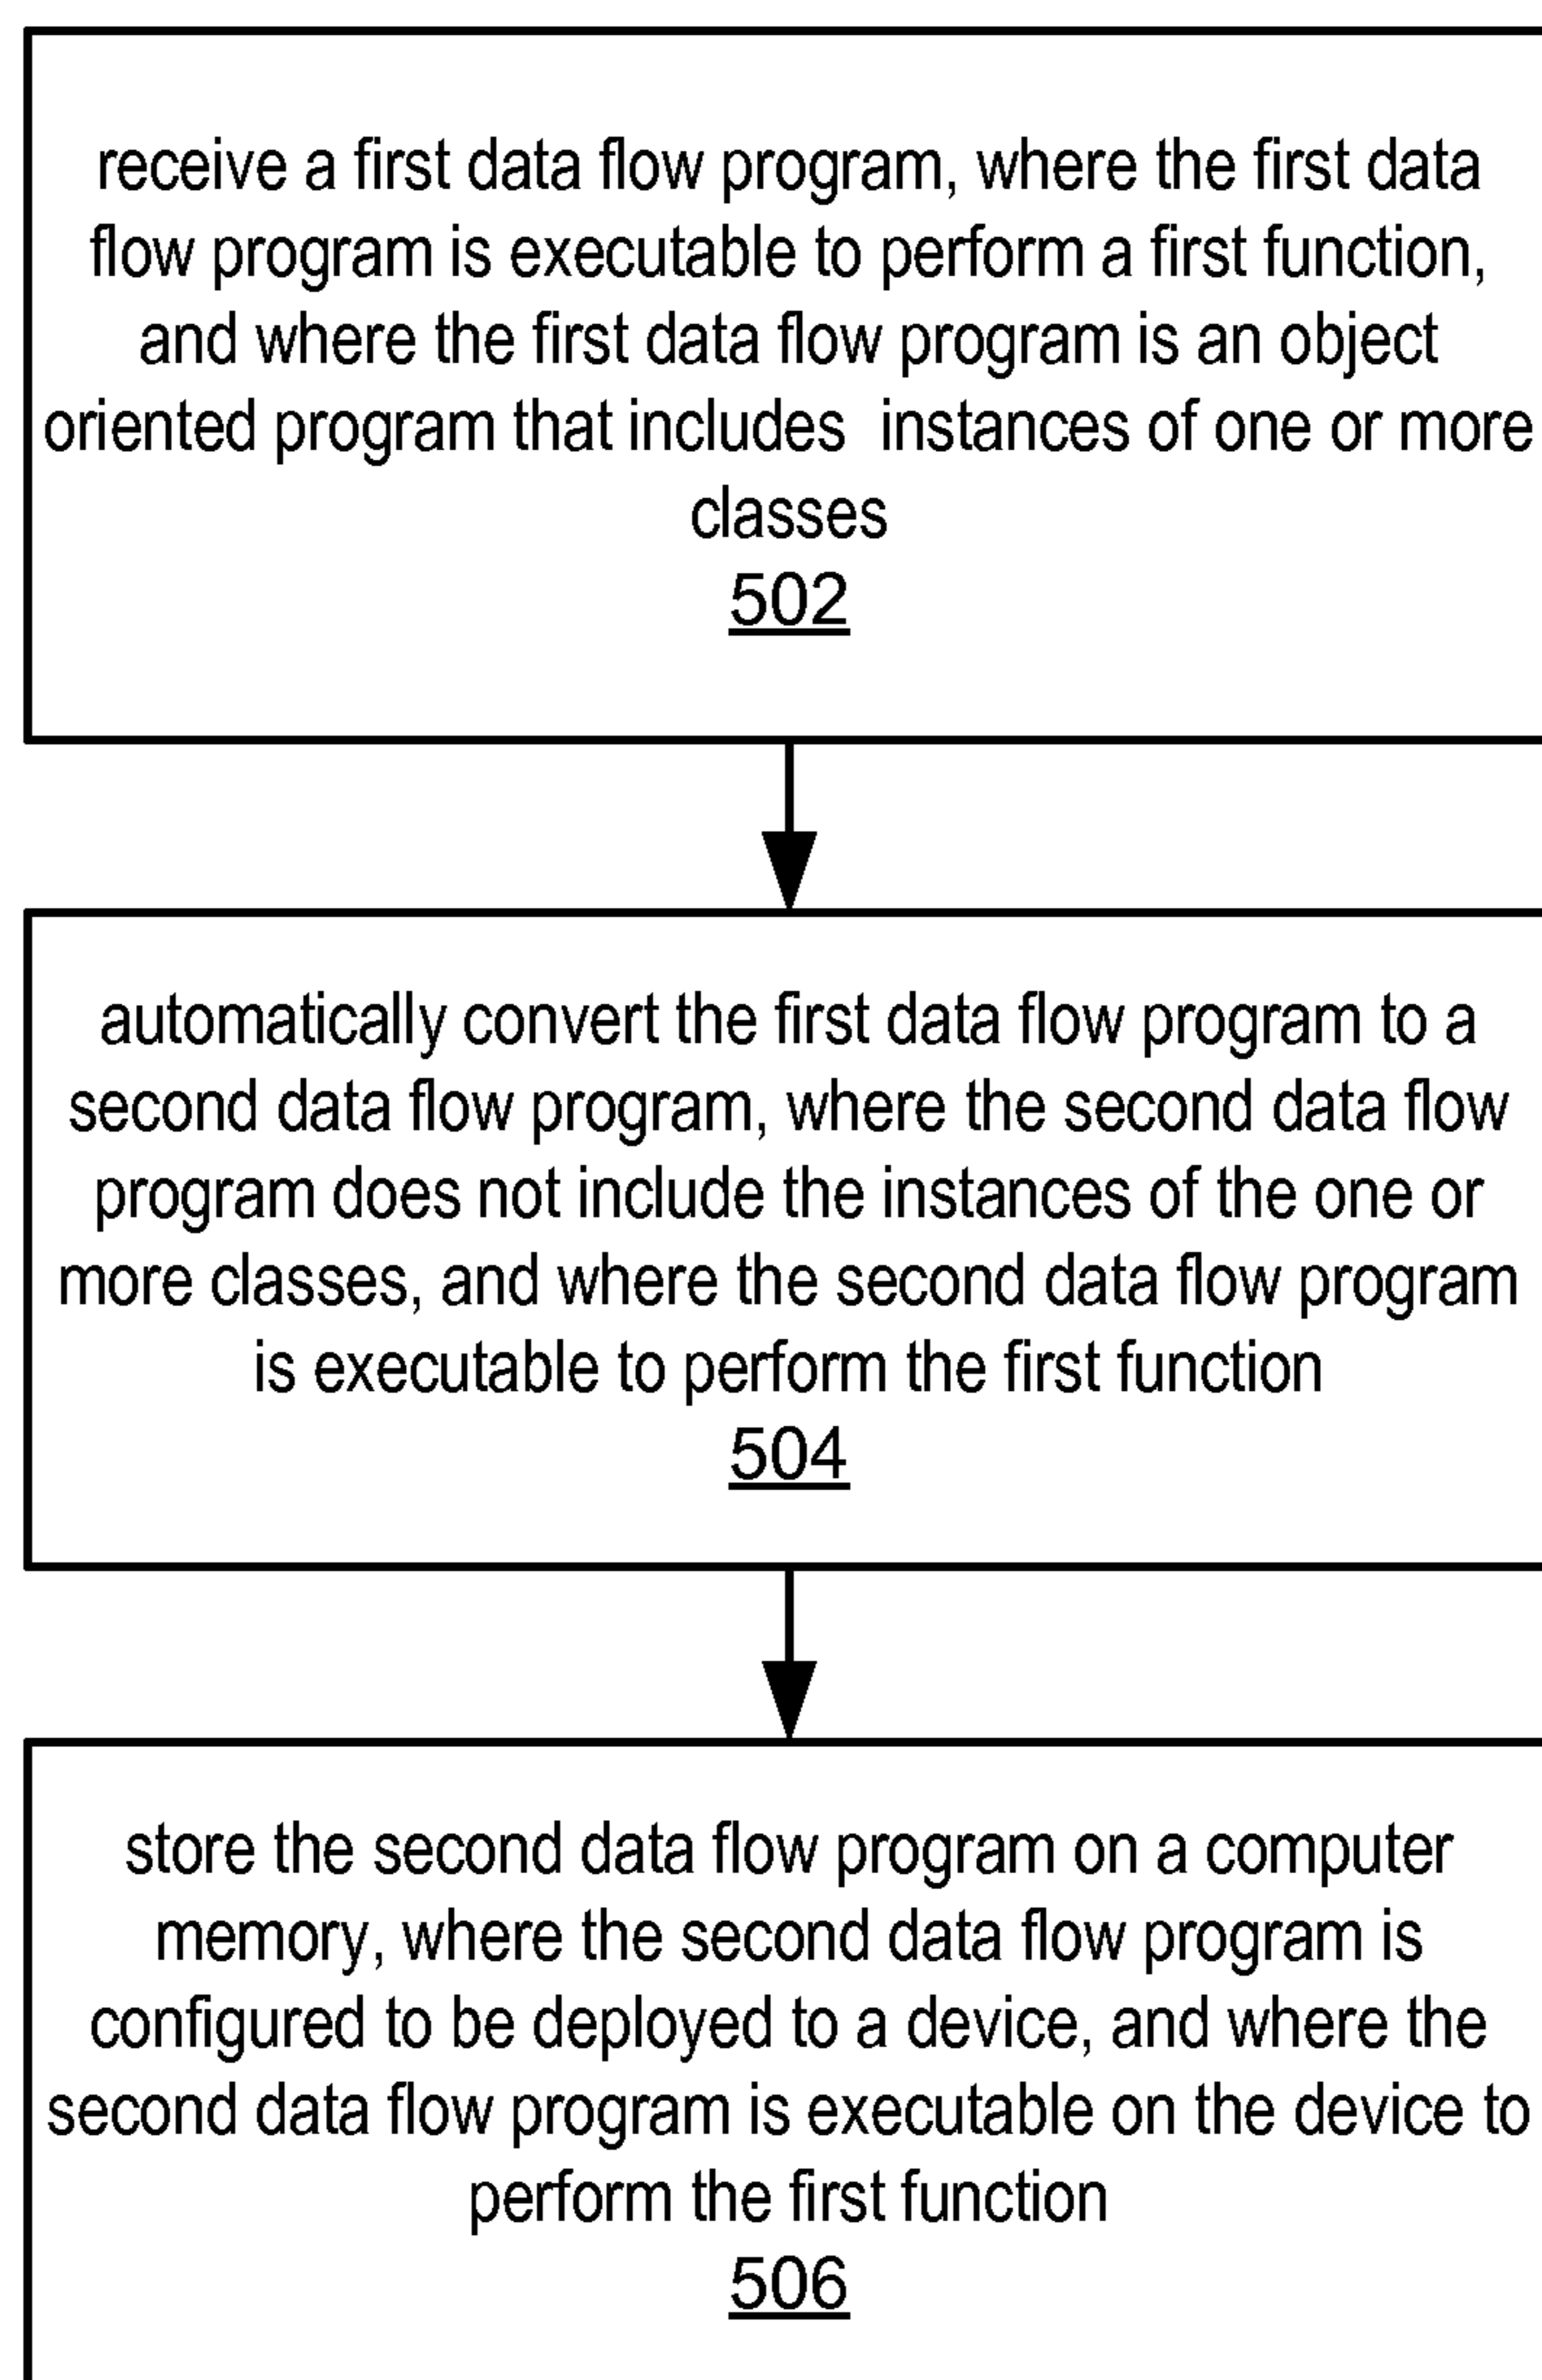 receive a first data flow program, where the first data
flow program is executable to perform a first function,
and where the first data flow program is an object
oriented program that includes  instances of one or more
classes
502
automatically convert the first data flow program to a
second data flow program, where the second data flow
program does not include the instances of the one or
more classes, and where the second data flow program
is executable to perform the first function
504
store the second data flow program on a computer
memory, where the second data flow program is
configured to be deployed to a device, and where the
second data flow program is executable on the device to
perform the first function
506